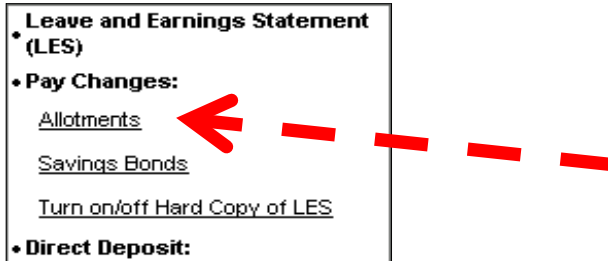 • Leave and Earnings Statement
(LES)
• Pay Changes:
Allotments
Savings Bonds
Turn on/off Hard Copy of LES
• Direct Deposit: